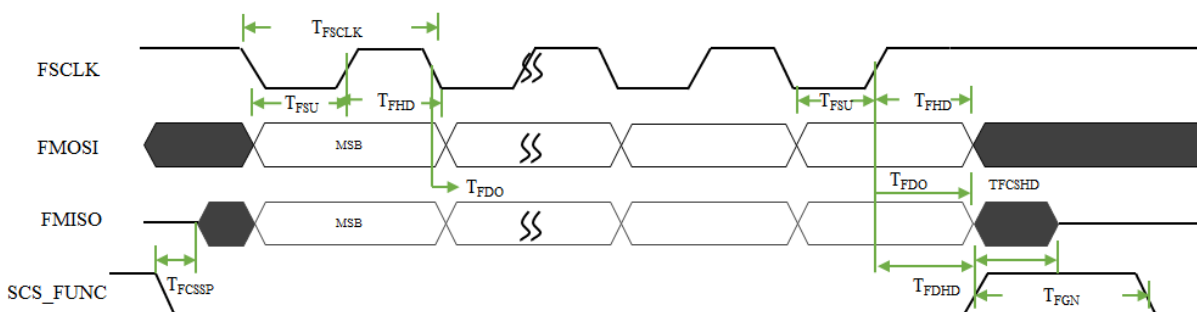 TFSCLK
FSCLK
TFSU
TFHD
TFSU
TFHD
FMOSI
MSB
TFDO
TFDO
TFCSHD
FMISO
MSB
TFCSSP
TFDHD
TFGN
SCS_FUNC